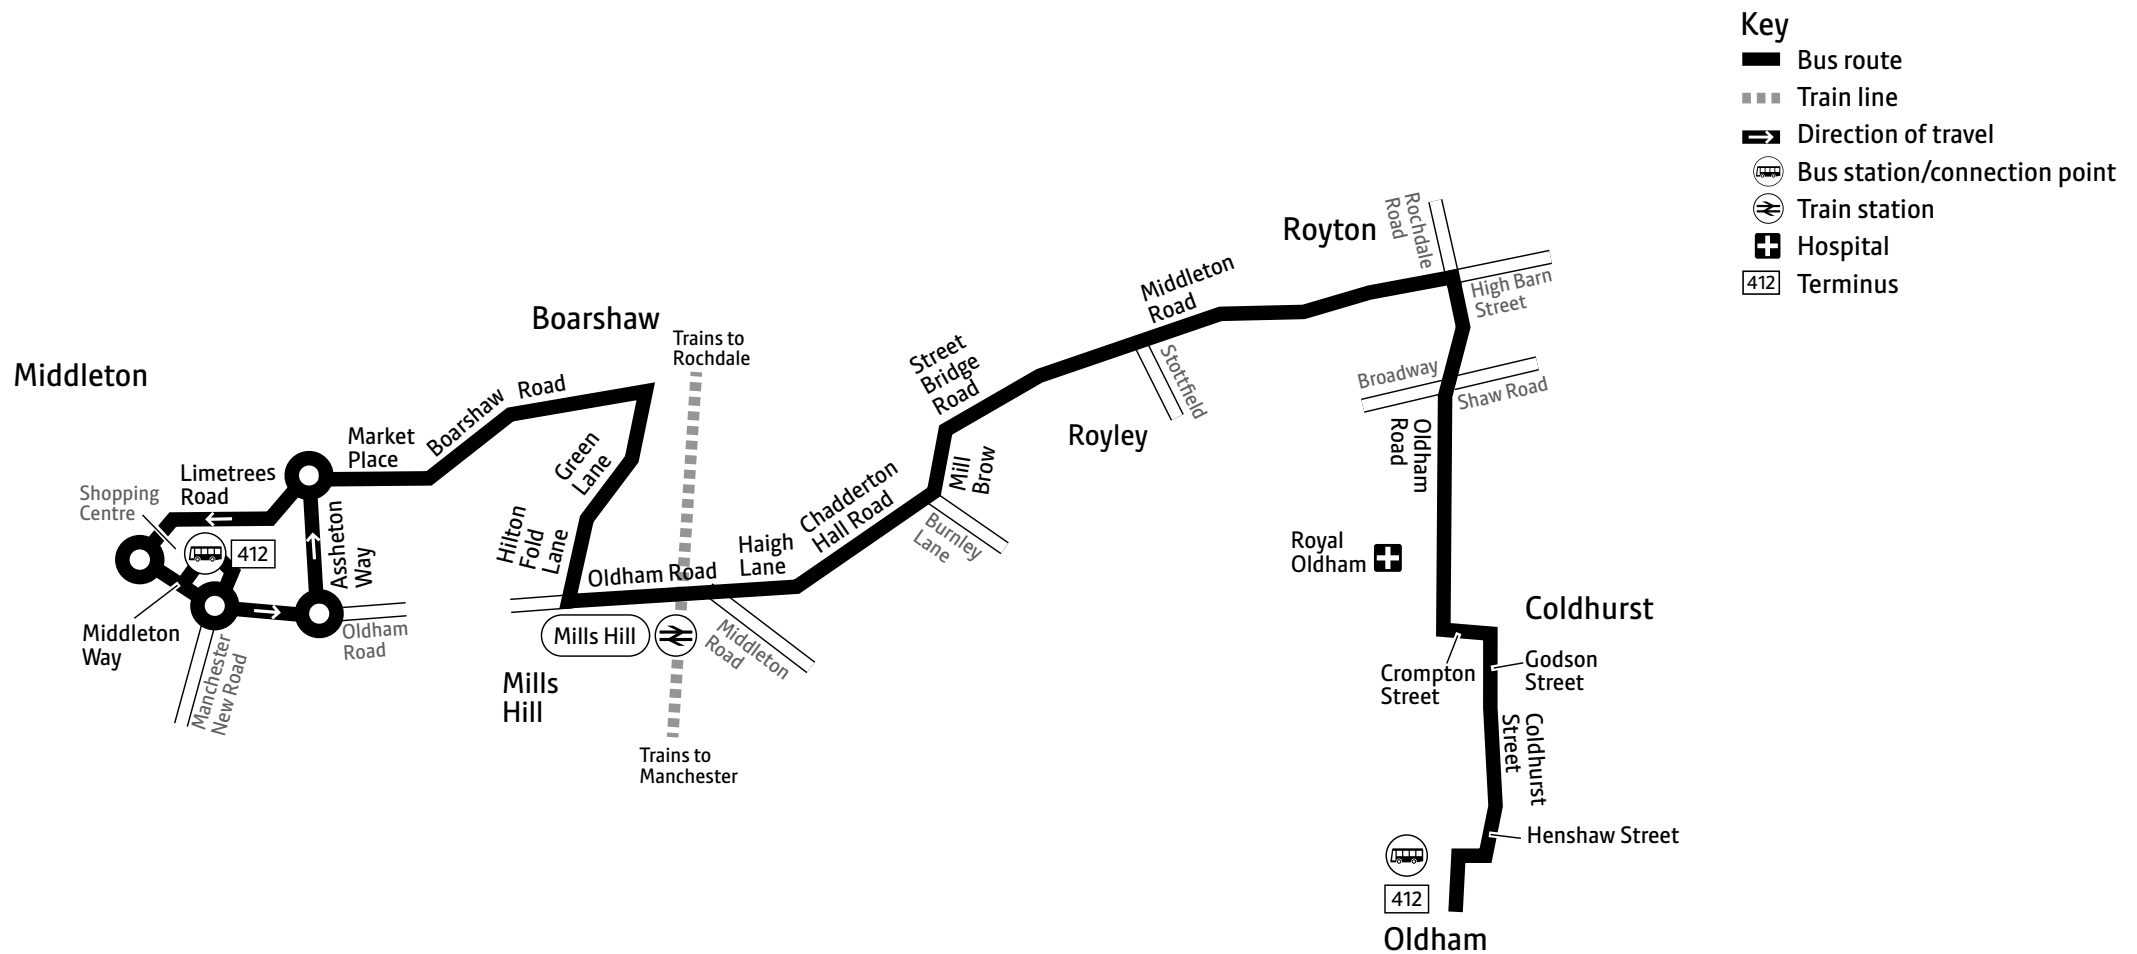 Key
Bus route
Train line
Direction of travel
Bus station/connection point
Train station
Hospital
412
Terminus
Middleton
Shopping
Centre
Limetrees
Road
Market
Place
412
Assheton
Way
Middleton
Way
Manchester
New Road
Oldham
Road
Boarshaw
Boarshaw
Road
Trains to
Rochdale
Green
Lane
Hilton
Fold
Lane
Oldham Road
Mills Hill
Mills
Hill
Trains to
Manchester
Middleton
Road
Haigh
Lane
Chadderton
Hall Road
Burnley
Lane
Mill
Brow
Street
Bridge
Road
Royley
Stottfield
Middleton
Road
Royton
Rochdale
Road
High Barn
Street
Broadway
Shaw Road
Oldham
Road
Royal
Oldham
Coldhurst
Crompton
Street
Godson
Street
Coldhurst
Street
Henshaw Street
412
Oldham